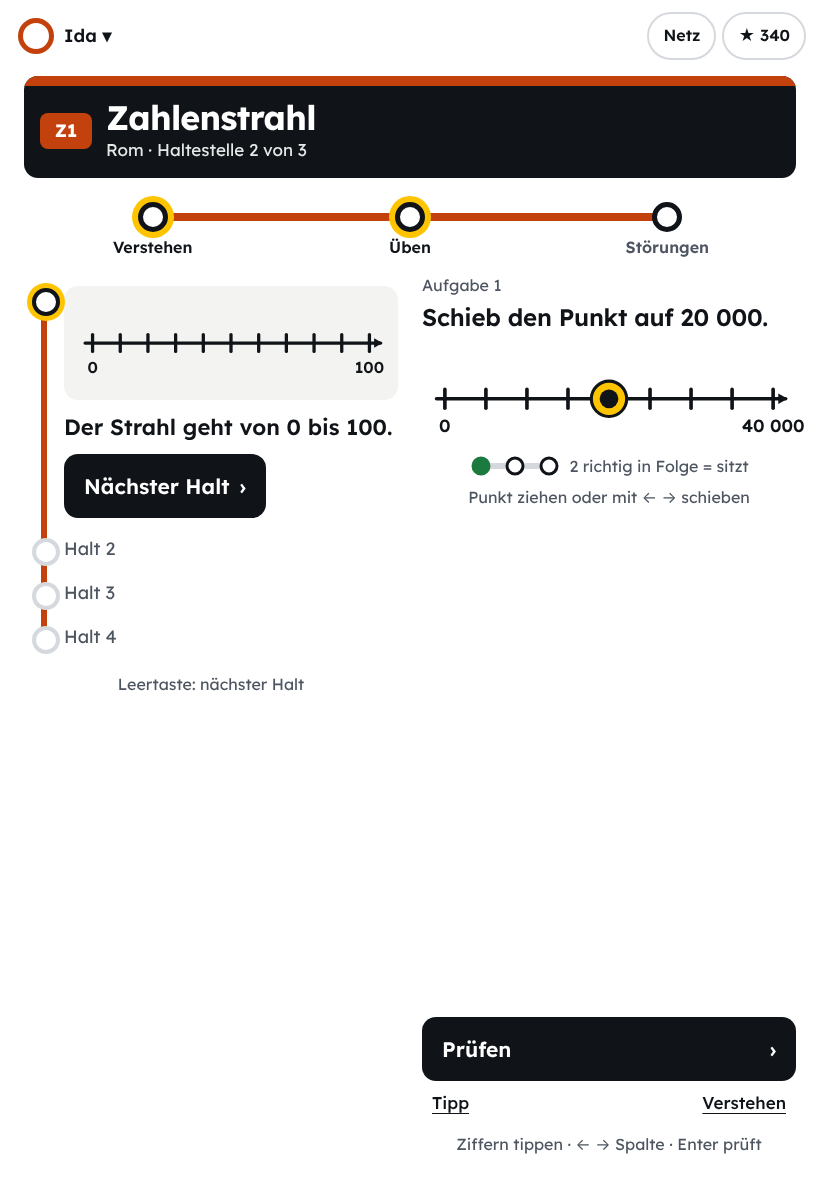 Ida ▾
Netz
★ 340
Z1
Zahlenstrahl
Rom · Haltestelle 2 von 3
Verstehen
Üben
Störungen
0
100
Der Strahl geht von 0 bis 100.
Nächster Halt ›
Halt 2
Halt 3
Halt 4
Leertaste: nächster Halt
Aufgabe 1
Schieb den Punkt auf 20 000.
0
40 000
2 richtig in Folge = sitzt
Punkt ziehen oder mit ← → schieben
Prüfen ›
Tipp
Verstehen
Ziffern tippen · ← → Spalte · Enter prüft